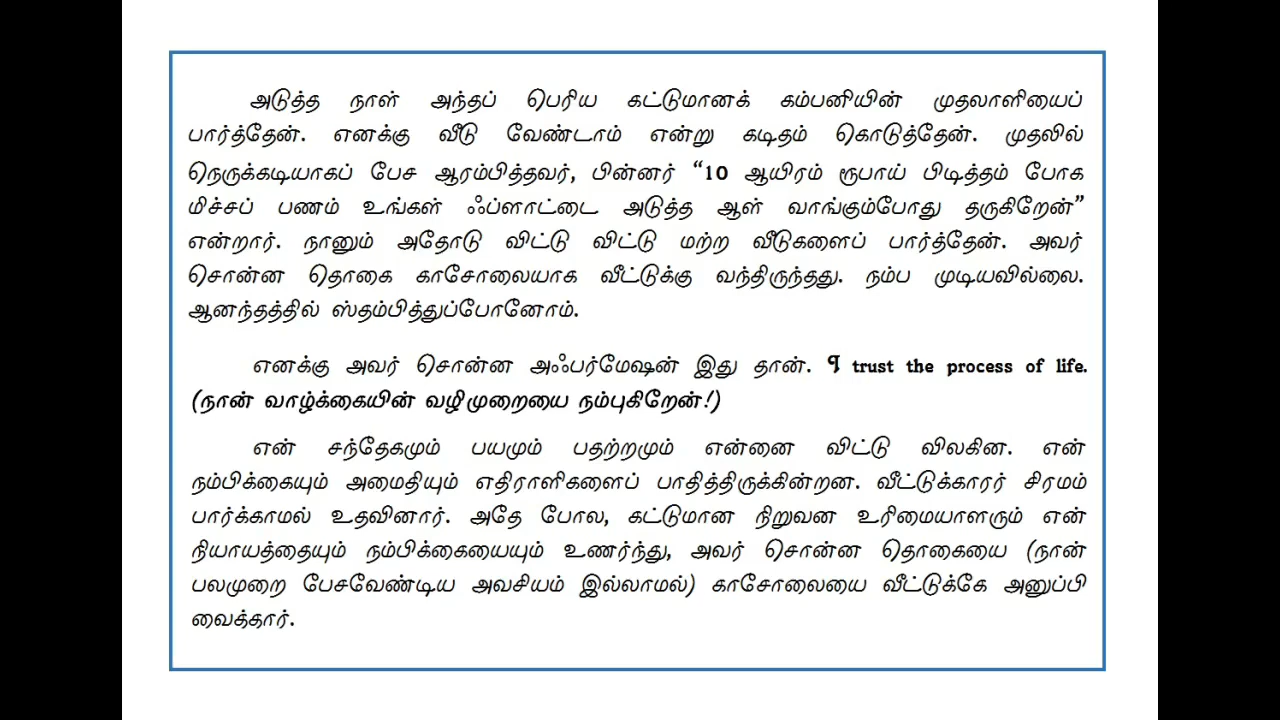 அடுத்த நாள் அந்தப் பெரிய கட்டுமானக் கம்பனியின் முதலாளியைப்
பார்த்தேன். எனக்கு வீடு வேண்டாம் என்று கடிதம் கொடுத்தேன். முதலில்
நெருக்கடியாகப் பேச ஆரம்பித்தவர், பின்னர் “10 ஆயிரம் ரூபாய் பிடித்தம் போக
மிச்சப் பணம் உங்கள் ஃப்ளாட்டை அடுத்த ஆள் வாங்கும்போது தருகிறேன்”
என்றார். நானும் அதோடு விட்டு விட்டு மற்ற வீடுகளைப் பார்த்தேன். அவர்
சொன்ன தொகை காசோலையாக வீட்டுக்கு வந்திருந்தது. நம்ப முடியவில்லை.
ஆனந்தத்தில் ஸ்தம்பித்துப்போனோம்.
எனக்கு அவர் சொன்ன அஃபர்மேஷன் இது தான். I trust the process of life.
(நான் வாழ்க்கையின் வழிமுறையை நம்புகிறேன்!)
என் சந்தேகமும் பயமும் பதற்றமும் என்னை விட்டு விலகின. என்
நம்பிக்கையும் அமைதியும் எதிராளிகளைப் பாதித்திருக்கின்றன. வீட்டுக்காரர் சிரமம்
பார்க்காமல் உதவினார். அதே போல, கட்டுமான நிறுவன உரிமையாளரும் என்
நியாயத்தையும் நம்பிக்கையையும் உணர்ந்து, அவர் சொன்ன தொகையை (நான்
பலமுறை பேசவேண்டிய அவசியம் இல்லாமல்) காசோலையை வீட்டுக்கே அனுப்பி
வைத்தார்.